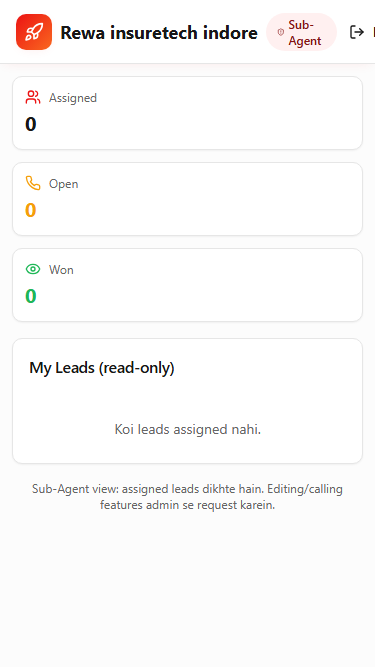 Rewa insuretech indore
Sub-
Agent
Assigned
0
Open
0
Won
0
My Leads (read-only)
Koi leads assigned nahi.
Sub-Agent view: assigned leads dikhte hain. Editing/calling
features admin se request karein.